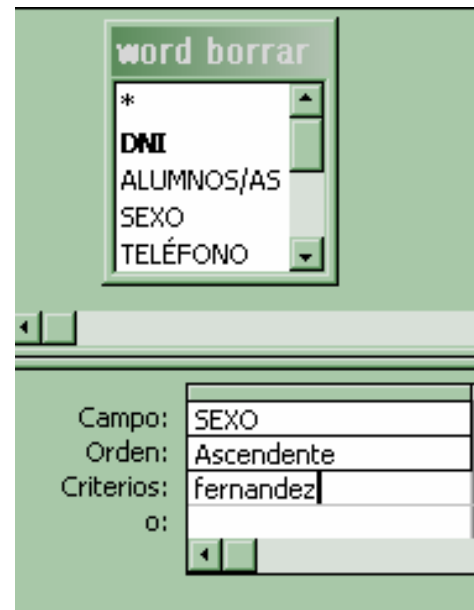 word borrar
*
DNI
ALUMNOS/AS
SEXO
TELÉFONO
Campo: SEXO
Orden: Ascendente
Criterios: fernandez
o: